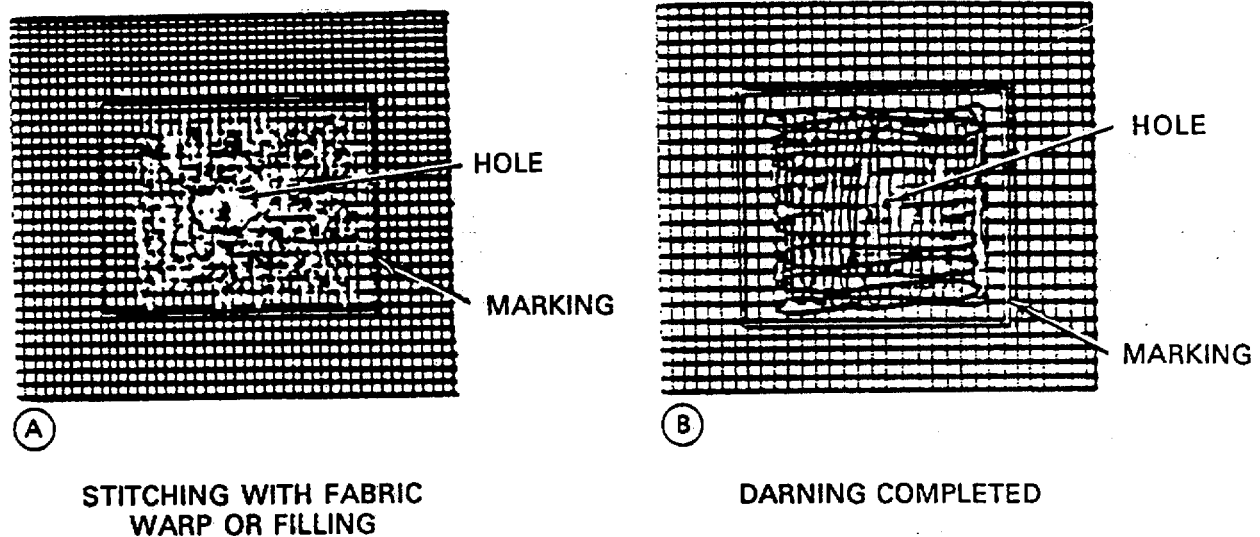 HOLE
MARKING
A
STITCHING WITH FABRIC
WARP OR FILLING
HOLE
MARKING
B
DARNING COMPLETED